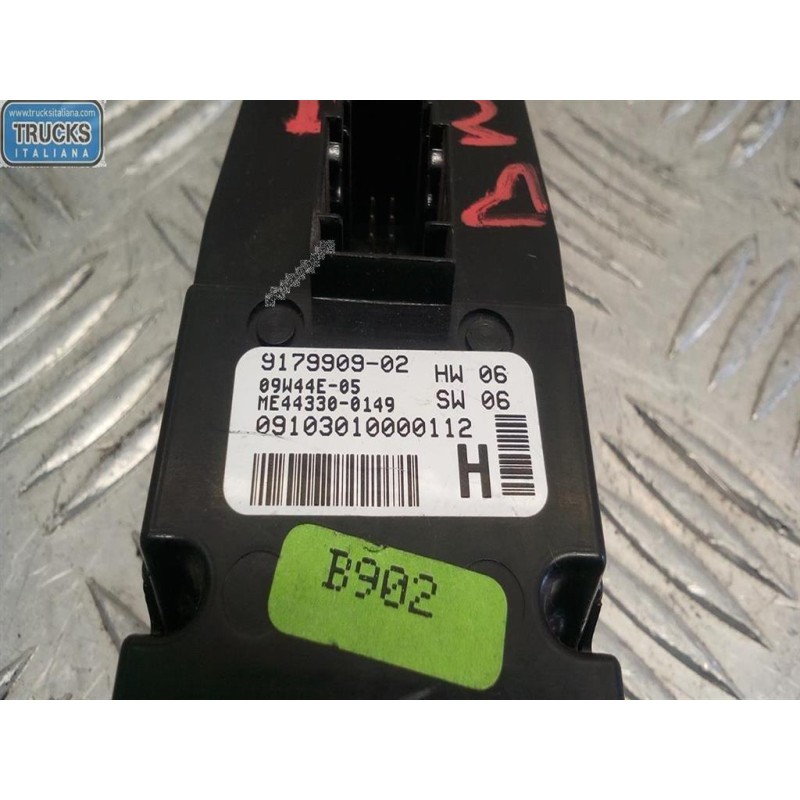 www.trucksitaliana.com
TRUCKS
ITALIANA
9179909-02
HW 06
09W44E-05
ME44330-0149
SW 06
09103010000112
H
B902